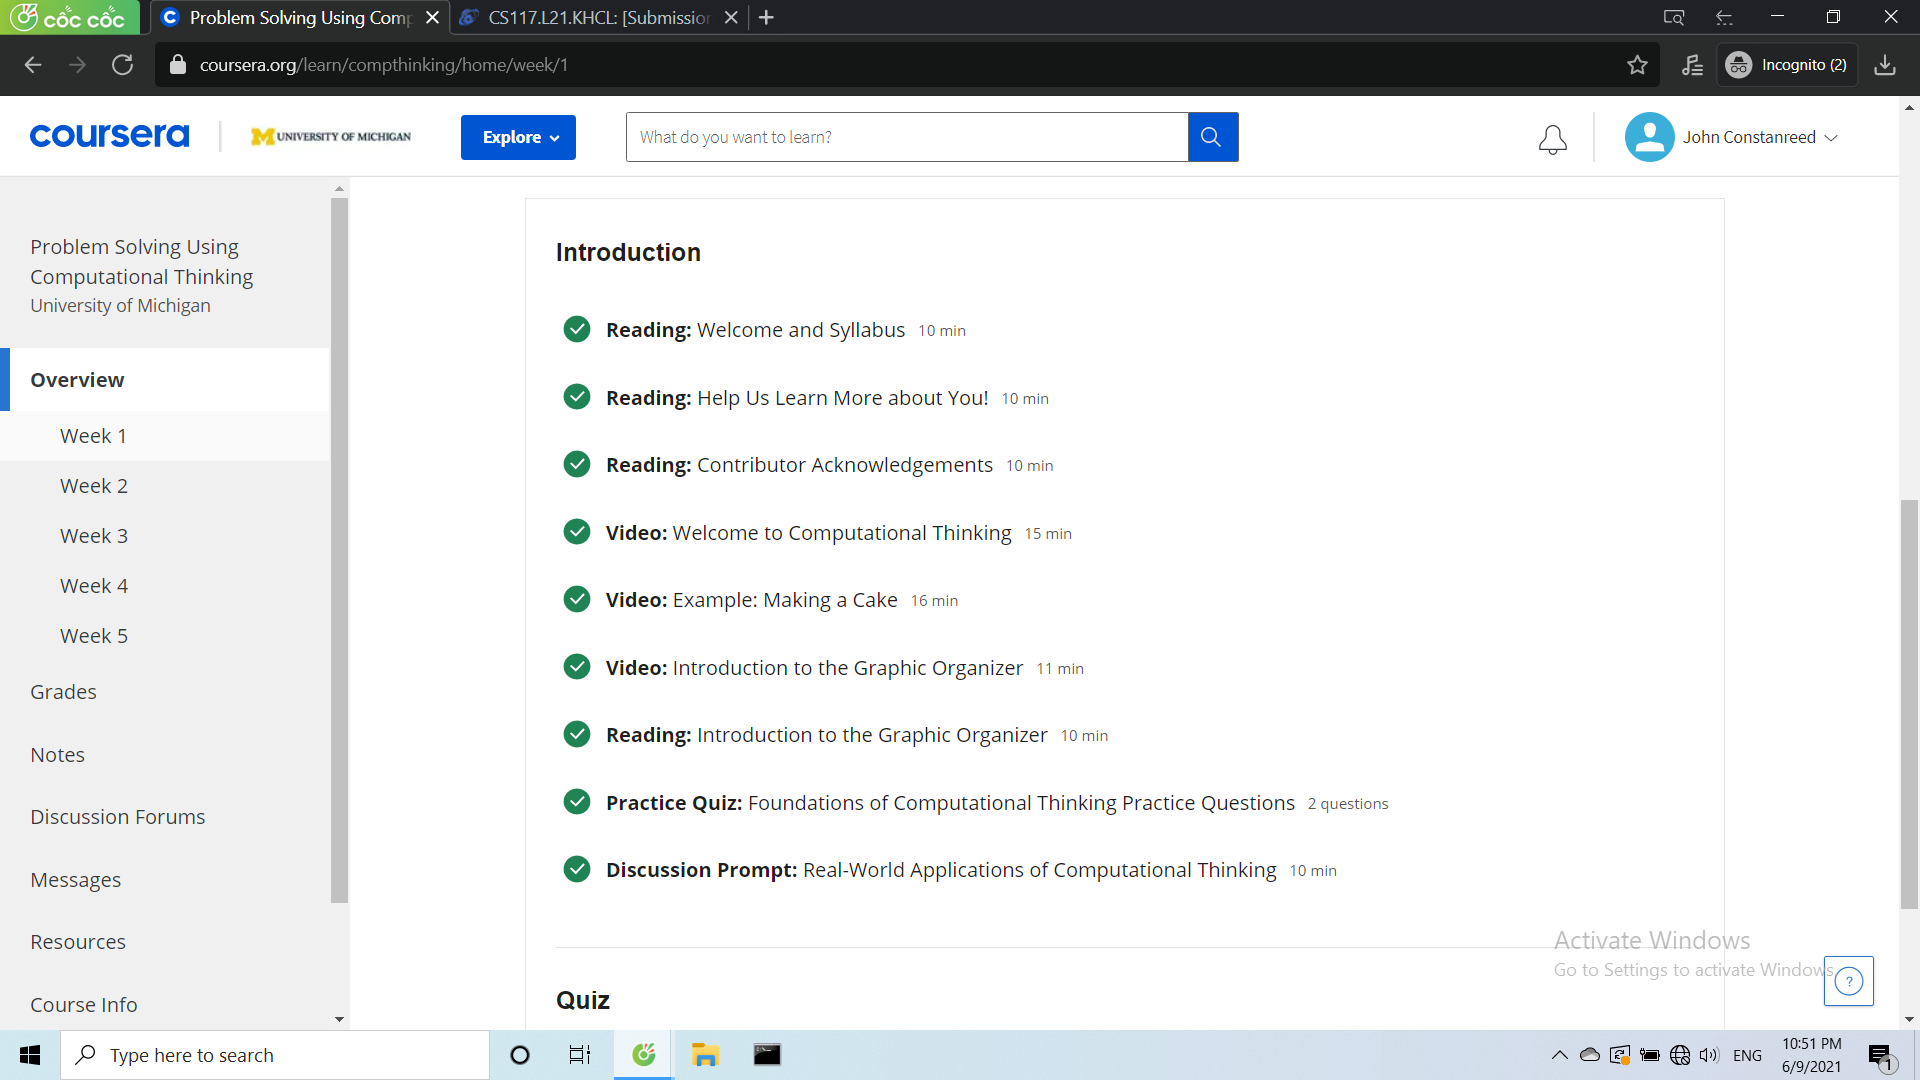 cốc cốc
Problem Solving Using Comp
CS117.L21.KHCL: [Submission
coursera.org/learn/compthinking/home/week/1
Incognito (2)
coursera
UNIVERSITY OF MICHIGAN
Explore
What do you want to learn?
John Constanreed
Problem Solving Using
Computational Thinking
University of Michigan
Overview
Week 1
Week 2
Week 3
Week 4
Week 5
Grades
Notes
Discussion Forums
Messages
Resources
Course Info
Introduction
Reading: Welcome and Syllabus 10 min
Reading: Help Us Learn More about You! 10 min
Reading: Contributor Acknowledgements 10 min
Video: Welcome to Computational Thinking 15 min
Video: Example: Making a Cake 16 min
Video: Introduction to the Graphic Organizer 11 min
Reading: Introduction to the Graphic Organizer 10 min
Practice Quiz: Foundations of Computational Thinking Practice Questions 2 questions
Discussion Prompt: Real-World Applications of Computational Thinking 10 min
Quiz
Activate Windows
Go to Settings to activate Windows
?
Type here to search
ENG
10:51 PM
6/9/2021
1